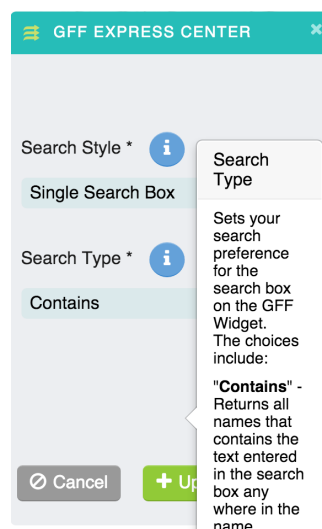 GFF EXPRESS CENTER
Search Style *
Single Search Box
Search Type *
Contains
Cancel
Search
Type
Sets your
search
preference
for the
search box
on the GFF
Widget.
The choices
include:
"Contains" -
Returns all
names that
contains the
text entered
in the search
box any
where in the
name